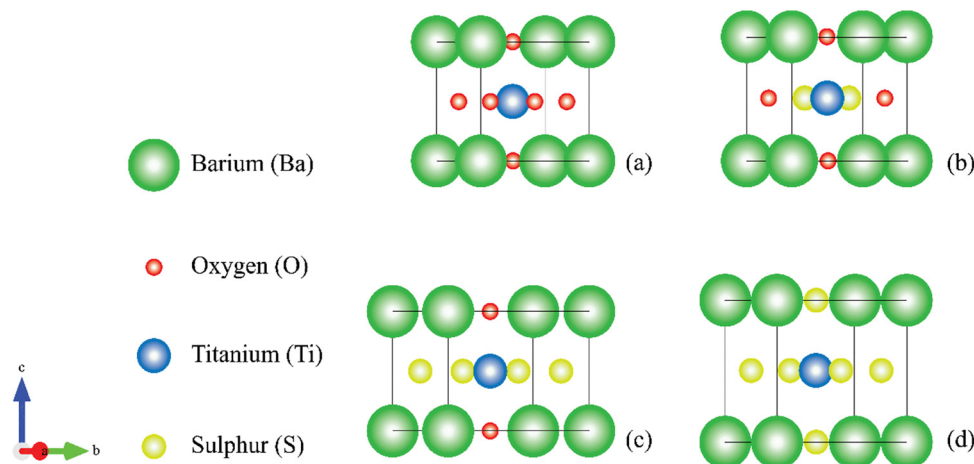 (a)
(b)
Barium (Ba)
Oxygen (O)
Titanium (Ti)
Sulphur (S)
(c)
(d)
c
a
b